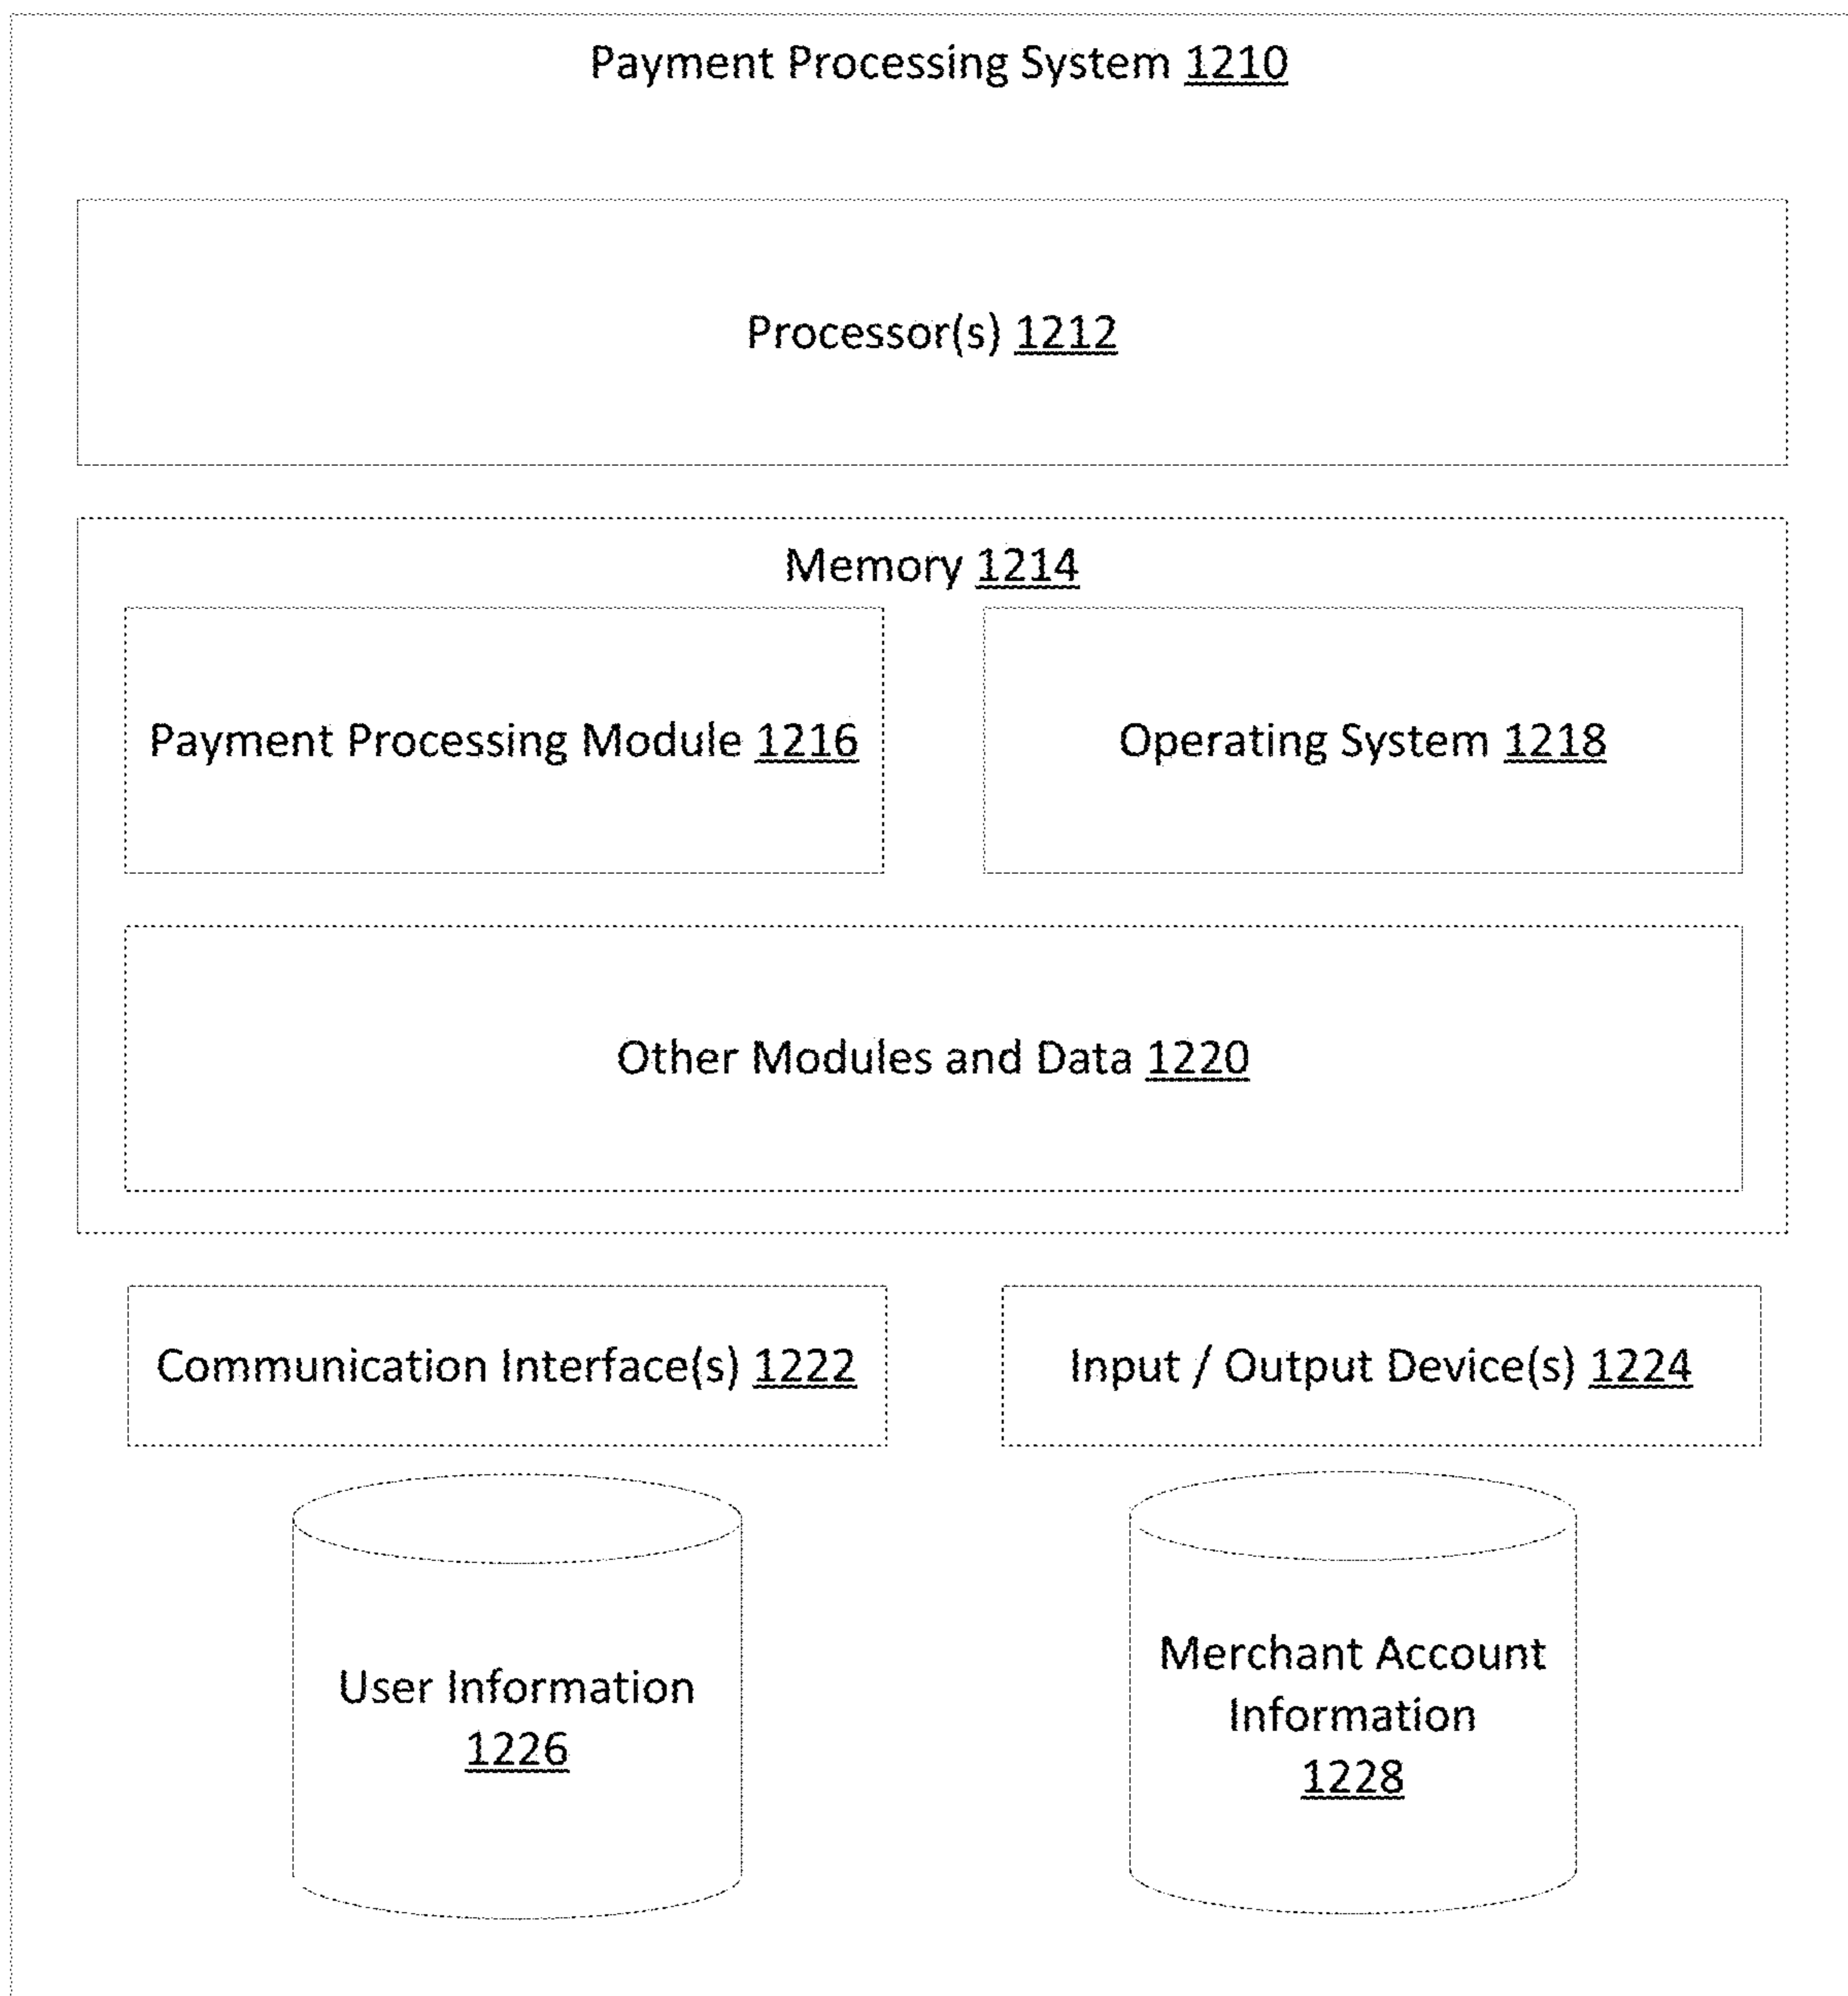 Payment Processing System 1210
Processor(s) 1212
Memory 1214
Payment Processing Module 1216
Operating System 1218
Other Modules and Data 1220
Communication Interface(s) 1222
Input / Output Device(s) 1224
User Information
1226
Merchant Account
Information
1228